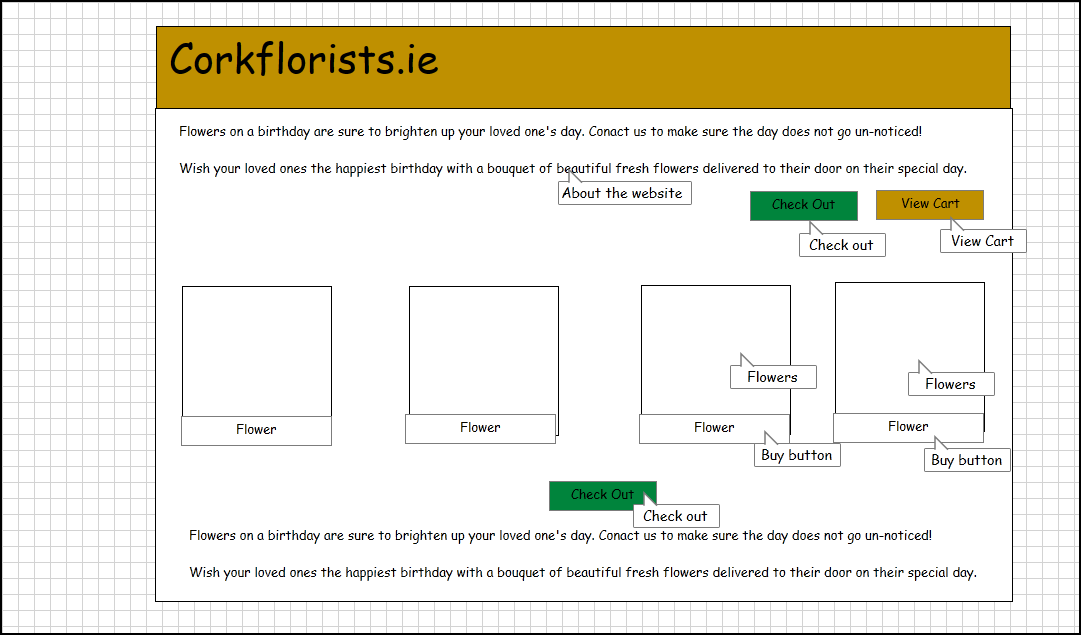 Corkflorists.ie
Flowers on a birthday are sure to brighten up your loved one's day. Conact us to make sure the day does not go un-noticed!
Wish your loved ones the happiest birthday with a bouquet of beautiful fresh flowers delivered to their door on their special day.
About the website
Check Out
View Cart
Check out
View Cart
Flowers
Flowers
Flower
Flower
Flower
Flower
Buy button
Buy button
Check Out
Check out
Flowers on a birthday are sure to brighten up your loved one's day. Conact us to make sure the day does not go un-noticed!
Wish your loved ones the happiest birthday with a bouquet of beautiful fresh flowers delivered to their door on their special day.